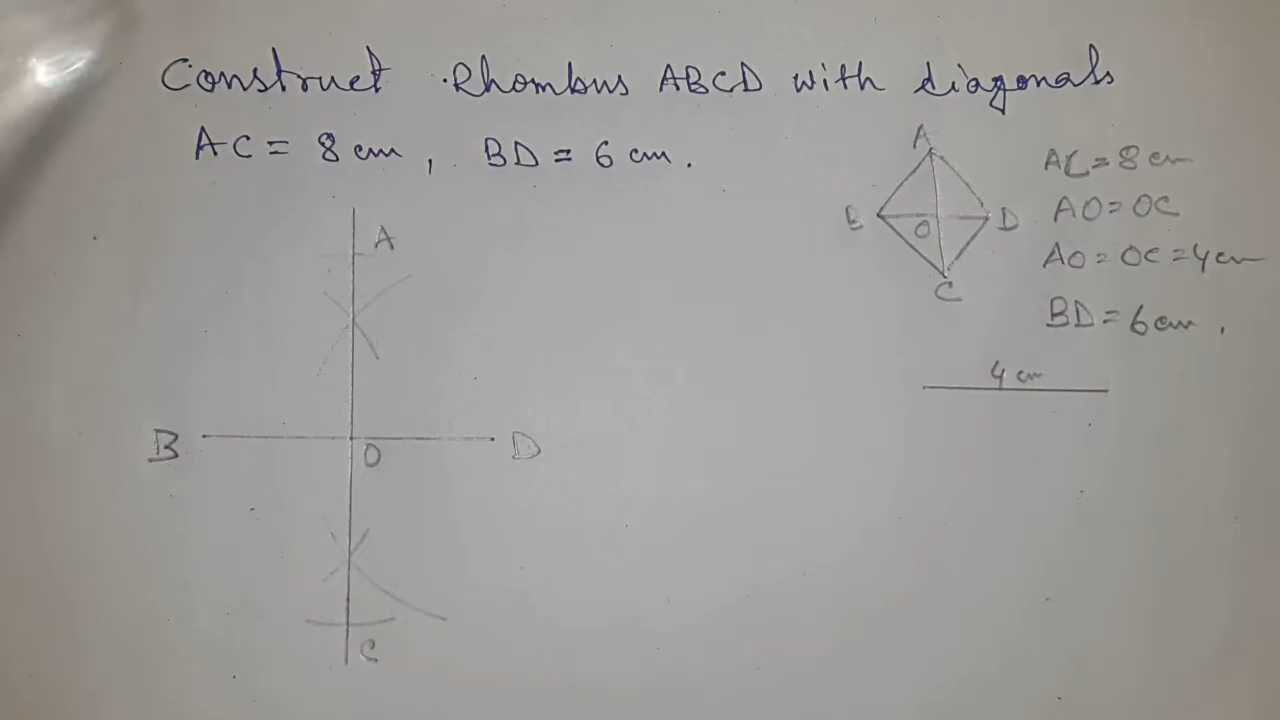 Construct Rhombus ABCD with diagonals
AC = 8 cm, BD = 6 cm.
A
B
D
O
C
AC = 8 cm
AO = OC
AO = OC = 4 cm
BD = 6 cm.
4 cm
A
B
O
D
C